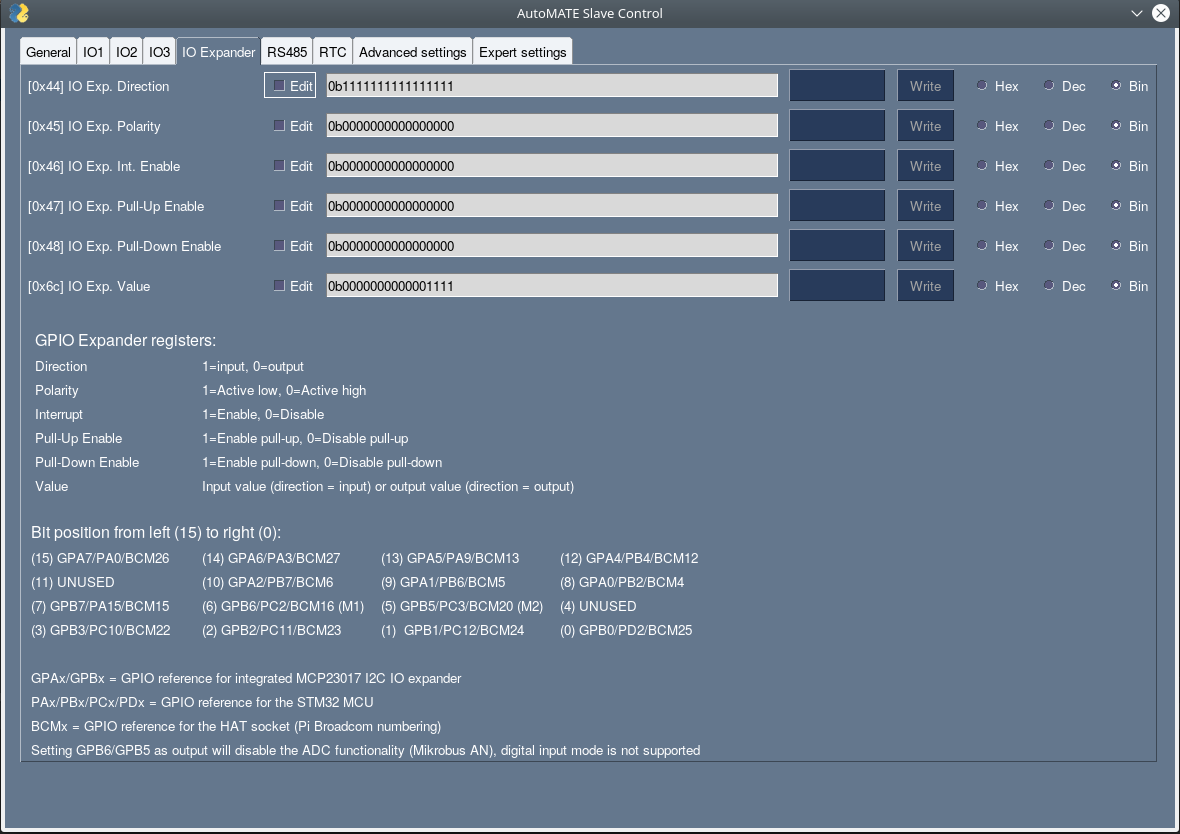 AutoMATE Slave Control
General IO1 IO2 IO3 IO Expander RS485 RTC Advanced settings Expert settings
[0x44] IO Exp. Direction Edit 0b1111111111111111 Write Hex Dec Bin
[0x45] IO Exp. Polarity Edit 0b0000000000000000 Write Hex Dec Bin
[0x46] IO Exp. Int. Enable Edit 0b0000000000000000 Write Hex Dec Bin
[0x47] IO Exp. Pull-Up Enable Edit 0b0000000000000000 Write Hex Dec Bin
[0x48] IO Exp. Pull-Down Enable Edit 0b0000000000000000 Write Hex Dec Bin
[0x6c] IO Exp. Value Edit 0b0000000000001111 Write Hex Dec Bin
GPIO Expander registers:
Direction 1=input, 0=output
Polarity 1=Active low, 0=Active high
Interrupt 1=Enable, 0=Disable
Pull-Up Enable 1=Enable pull-up, 0=Disable pull-up
Pull-Down Enable 1=Enable pull-down, 0=Disable pull-down
Value Input value (direction = input) or output value (direction = output)
Bit position from left (15) to right (0):
(15) GPA7/PA0/BCM26 (14) GPA6/PA3/BCM27 (13) GPA5/PA9/BCM13 (12) GPA4/PB4/BCM12
(11) UNUSED (10) GPA2/PB7/BCM6 (9) GPA1/PB6/BCM5 (8) GPA0/PB2/BCM4
(7) GPB7/PA15/BCM15 (6) GPB6/PC2/BCM16 (M1) (5) GPB5/PC3/BCM20 (M2) (4) UNUSED
(3) GPB3/PC10/BCM22 (2) GPB2/PC11/BCM23 (1) GPB1/PC12/BCM24 (0) GPB0/PD2/BCM25
GPAx/GPBx = GPIO reference for integrated MCP23017 I2C IO expander
PAx/PBx/PCx/PDx = GPIO reference for the STM32 MCU
BCMx = GPIO reference for the HAT socket (Pi Broadcom numbering)
Setting GPB6/GPB5 as output will disable the ADC functionality (Mikrobus AN), digital input mode is not supported